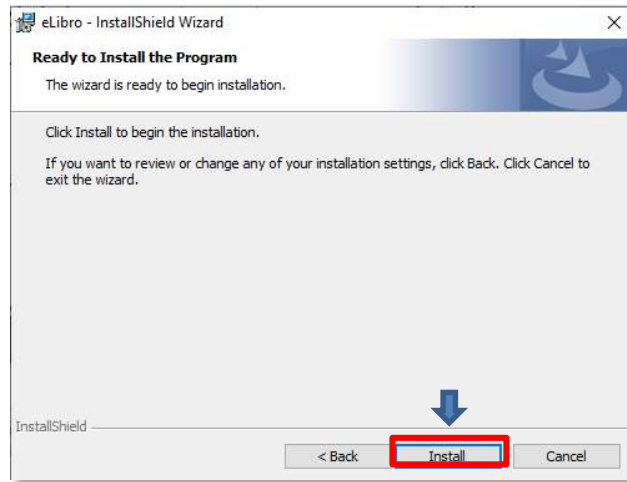 eLibro - InstallShield Wizard
Ready to Install the Program
The wizard is ready to begin installation.
Click Install to begin the installation.
If you want to review or change any of your installation settings, click Back. Click Cancel to
exit the wizard.
InstallShield
< Back Install Cancel